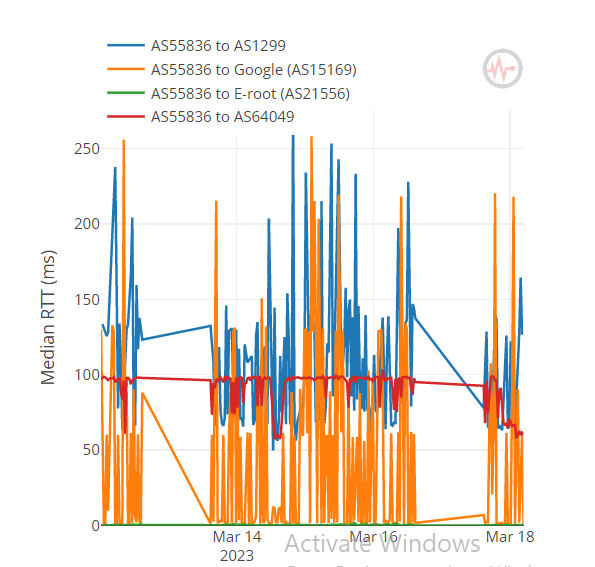 AS55836 to AS1299
AS55836 to Google (AS15169)
AS55836 to E-root (AS21556)
AS55836 to AS64049
Median RTT (ms)
250
200
150
100
50
0
Mar 14
2023
Mar 16
Mar 18
Activate Windows